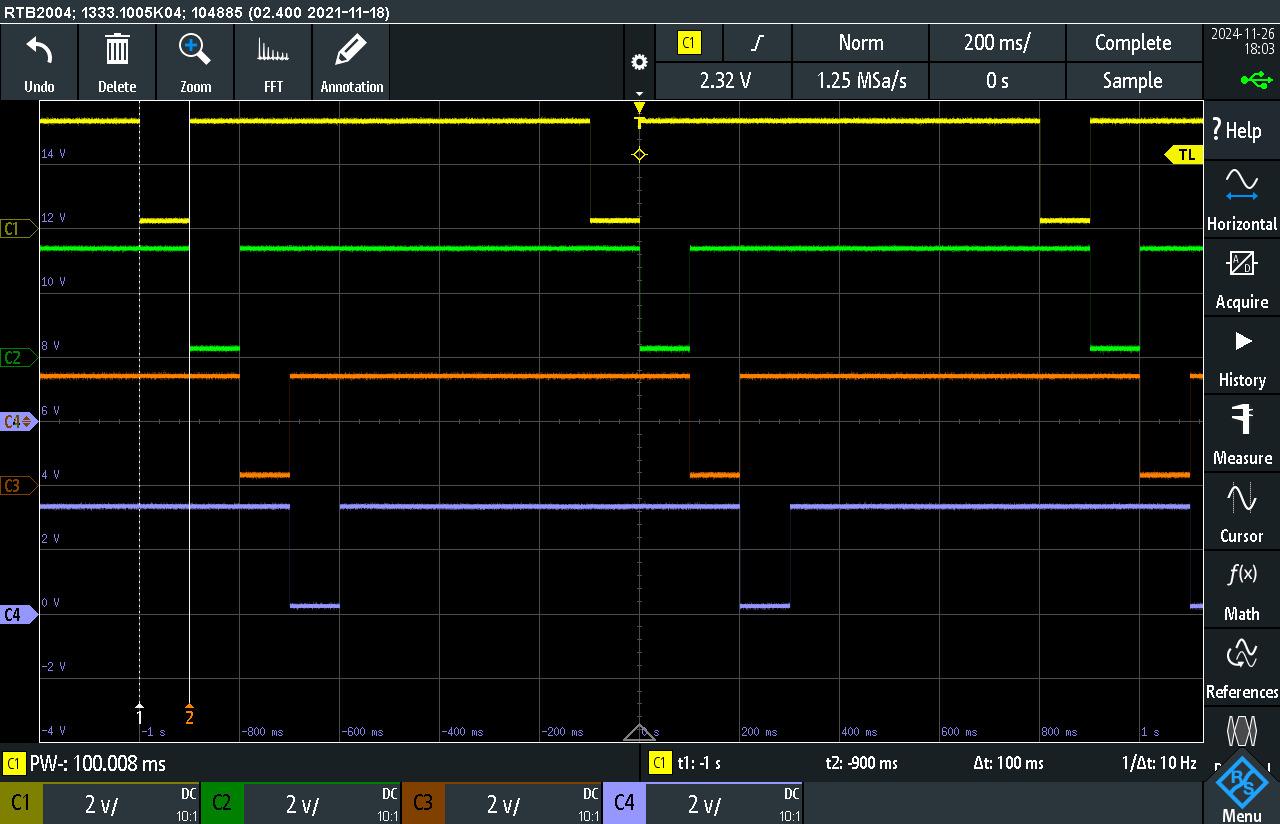 RTB2004; 1333.1005K04; 104885 (02.400 2021-11-18)
Undo
Delete
Zoom
FFT
Annotation
C1
Norm
200 ms/
Complete
2.32 V
1.25 MSa/s
0 s
Sample
2024-11-26
18:03
T
TL
14 V
12 V
10 V
8 V
6 V
4 V
2 V
0 V
-2 V
-4 V
C1
C2
C4
C3
C4
1
2
-1 s
-800 ms
-600 ms
-400 ms
-200 ms
0 s
200 ms
400 ms
600 ms
800 ms
1 s
? Help
Horizontal
A/D
Acquire
History
Measure
Cursor
f(x)
Math
References
R&S
Menu
C1 PW-: 100.008 ms
C1 t1: -1 s
t2: -900 ms
Δt: 100 ms
1/Δt: 10 Hz
C1 2 V/ DC 10:1
C2 2 V/ DC 10:1
C3 2 V/ DC 10:1
C4 2 V/ DC 10:1